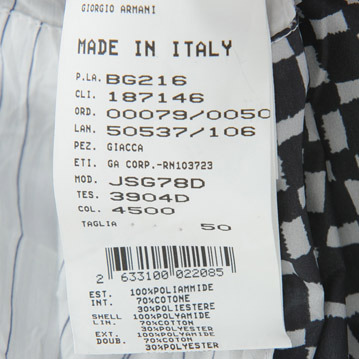 GIORGIO ARMANI
MADE IN ITALY
P.LA. BG216
CLI. 187146
ORD. 00079/0050
LAN. 50537/106
PEZ. GIACCA
ETI. GA CORP.-RN103723
MOD. JSG78D
TES. 3904D
COL. 4500
TAGLIA 50
2 633100 022085
EST. 100%POLIAMMIDE
INT. 70%COTONE
30%POLIESTERE
SHELL 100%POLYAMIDE
LIN. 70%COTTON
30%POLYESTER
EXT. 100%POLYAMIDE
DOUB. 70%COTON
30%POLYESTER